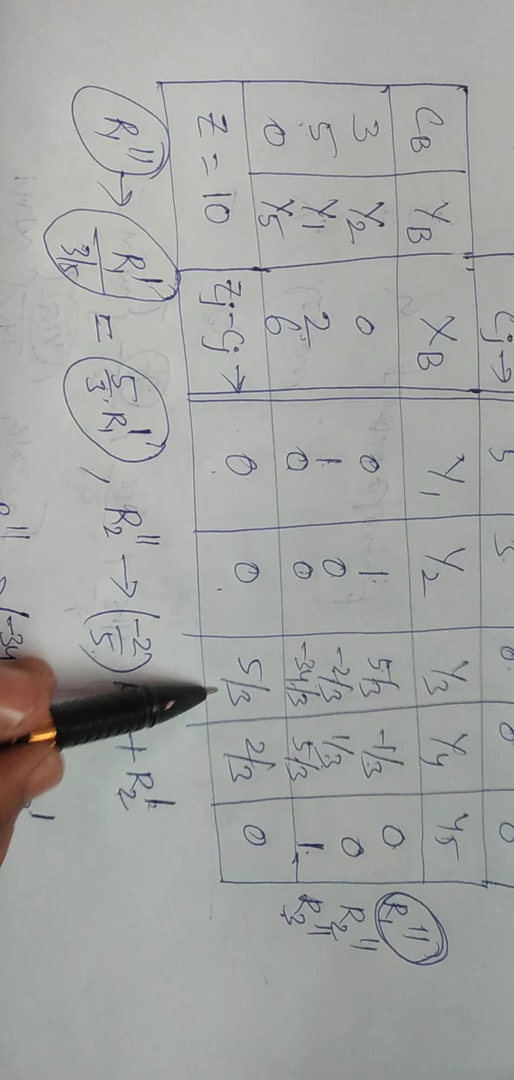 Cj → 5 3 0 0 0
CB YB XB Y1 Y2 Y3 Y4 Y5
3 Y2 0 0 1 5/3 -1/3 0 R1"
5 Y1 2 1 0 -2/3 1/3 0 R2"
0 Y5 6 0 0 -34/3 5/3 1 R3"
Z = 10 Zj-Cj → 0 0 5/3 2/3 0
R1" → R1'/3/5 = 5/3 R1', R2" → (-2/5) + R2'